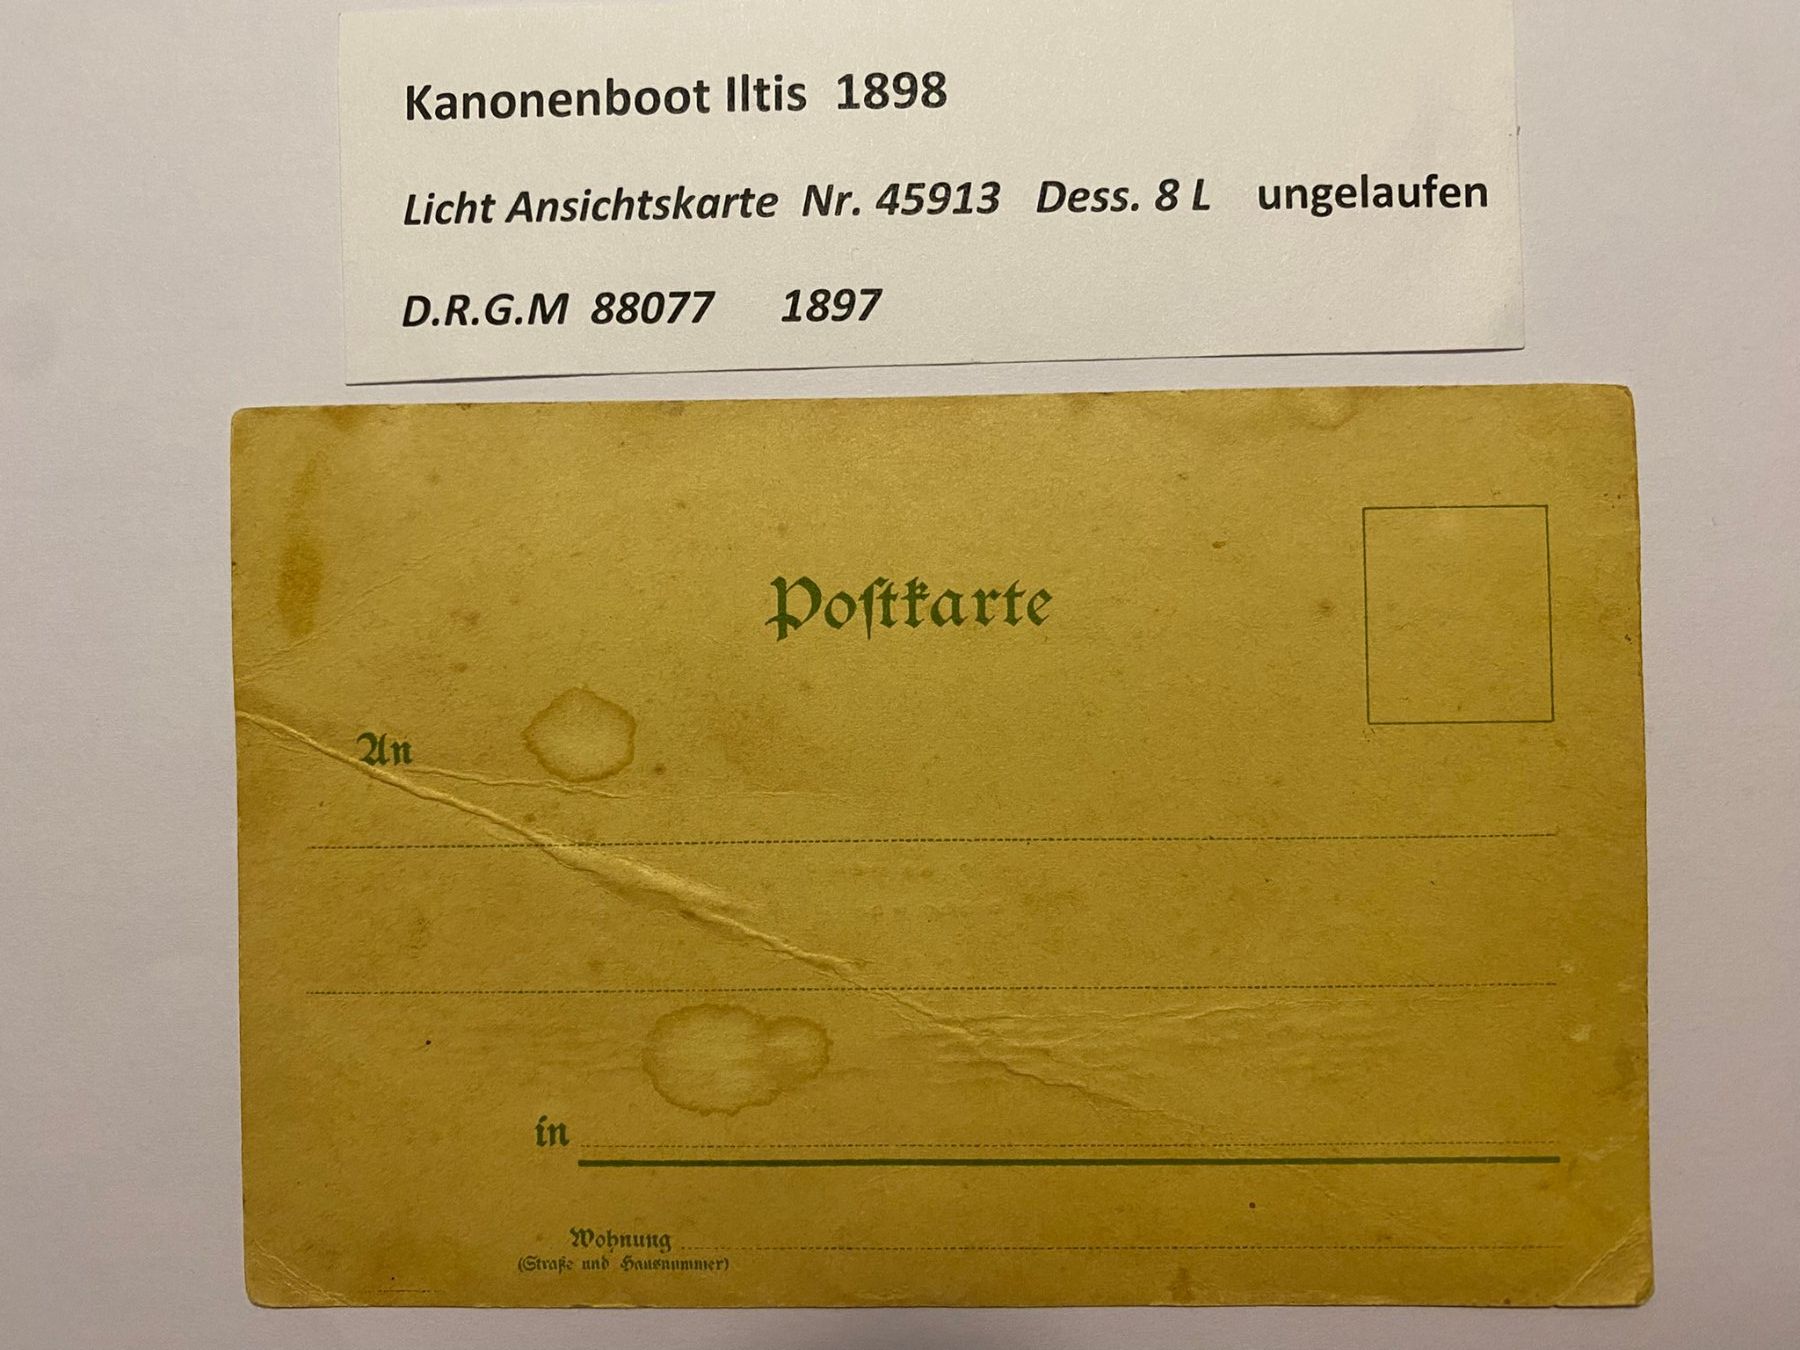 Kanonenboot Iltis 1898
Licht Ansichtskarte Nr. 45913 Dess. 8 L ungelaufen
D.R.G.M 88077 1897
Poſtkarte
An
in
Wohnung
(Straße und Hausnummer)